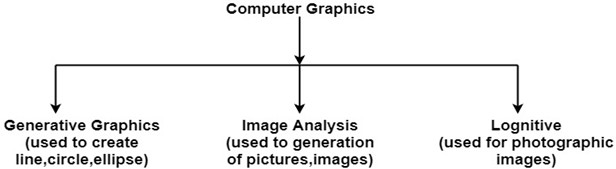 Computer Graphics
Generative Graphics
(used to create
line,circle,ellipse)
Image Analysis
(used to generation
of pictures,images)
Lognitive
(used for photographic
images)